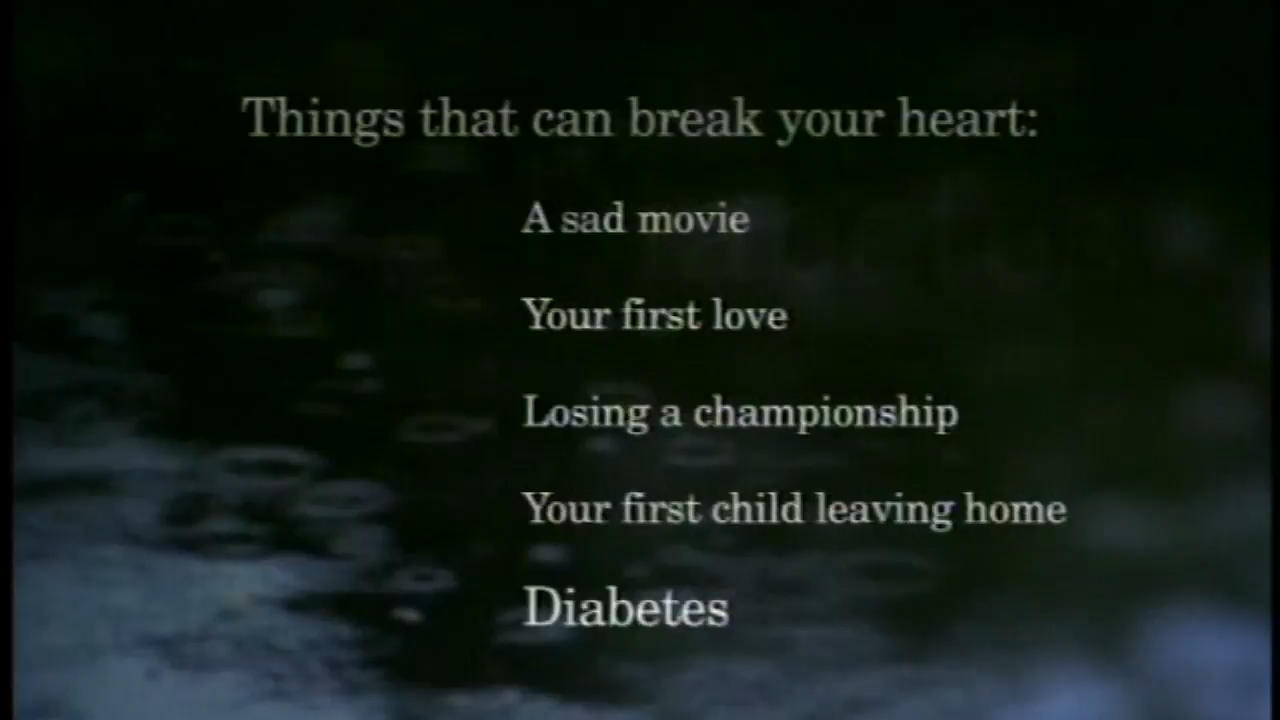 Things that can break your heart:
A sad movie
Your first love
Losing a championship
Your first child leaving home
Diabetes